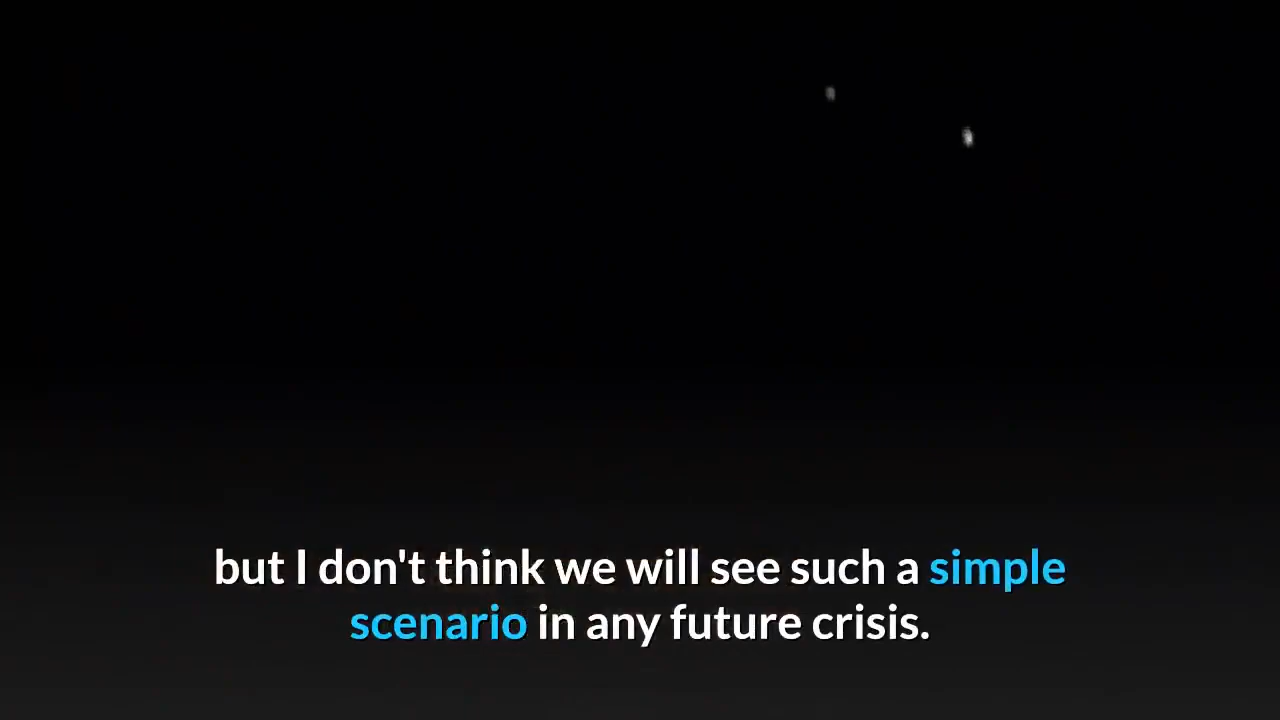 but I don't think we will see such a simple
scenario in any future crisis.